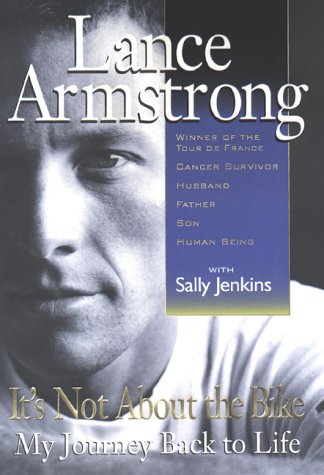 Lance
Armstrong
WINNER OF THE
TOUR DE FRANCE
CANCER SURVIVOR
HUSBAND
FATHER
SON
HUMAN BEING
WITH
Sally Jenkins
It's Not About the Bike
My Journey Back to Life